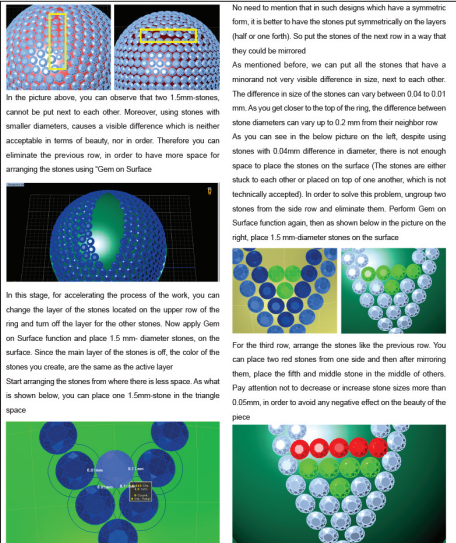 In the picture above, you can observe that two 1.5mm-stones,
cannot be put next to each other. Moreover, using stones with
smaller diameters, causes a visible difference which is neither
acceptable in terms of beauty, nor in order. Therefore you can
eliminate the previous row, in order to have more space for
arranging the stones using "Gem on Surface
In this stage, for accelerating the process of the work, you can
change the layer of the stones located on the upper row of the
ring and turn off the layer for the other stones. Now apply Gem
on Surface function and place 1.5 mm- diameter stones, on the
surface. Since the main layer of the stones is off, the color of the
stones you create, are the same as the active layer
Start arranging the stones from where there is less space. As what
is shown below, you can place one 1.5mm-stone in the triangle
space
No need to mention that in such designs which have a symmetric
form, it is better to have the stones put symmetrically on the layers
(half or one forth). So put the stones of the next row in a way that
they could be mirrored
As mentioned before, we can put all the stones that have a
minorand not very visible difference in size, next to each other.
The difference in size of the stones can vary between 0.04 to 0.01
mm. As you get closer to the top of the ring, the difference between
stone diameters can vary up to 0.2 mm from their neighbor row
As you can see in the below picture on the left, despite using
stones with 0.04mm difference in diameter, there is not enough
space to place the stones on the surface (The stones are either
stuck to each other or placed on top of one another, which is not
technically accepted). In order to solve this problem, ungroup two
stones from the side row and eliminate them. Perform Gem on
Surface function again, then as shown below in the picture on the
right, place 1.5 mm-diameter stones on the surface
For the third row, arrange the stones like the previous row. You
can place two red stones from one side and then after mirroring
them, place the fifth and middle stone in the middle of others.
Pay attention not to decrease or increase stone sizes more than
0.05mm, in order to avoid any negative effect on the beauty of the
piece